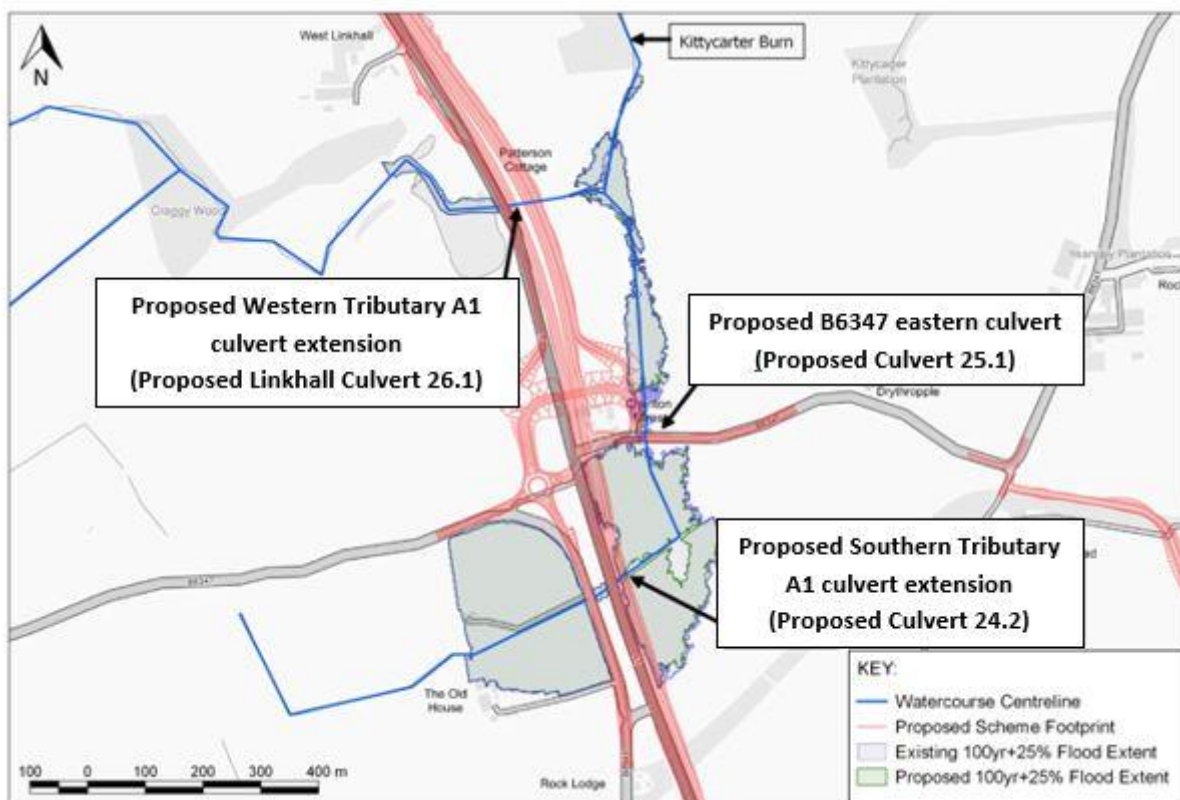 West Linkhall
Kittycarter Burn
N
Kittycarter
Plantation
Patterson
Cottage
Craggy Wood
Proposed Western Tributary A1
culvert extension
(Proposed Linkhall Culvert 26.1)
Proposed B6347 eastern culvert
(Proposed Culvert 25.1)
Plantation
Roc
Drythropple
Proposed Southern Tributary
A1 culvert extension
(Proposed Culvert 24.2)
B6347
The Old
House
Rock Lodge
KEY:
Watercourse Centreline
Proposed Scheme Footprint
Existing 100yr+25% Flood Extent
Proposed 100yr+25% Flood Extent
100 0 100 200 300 400 m